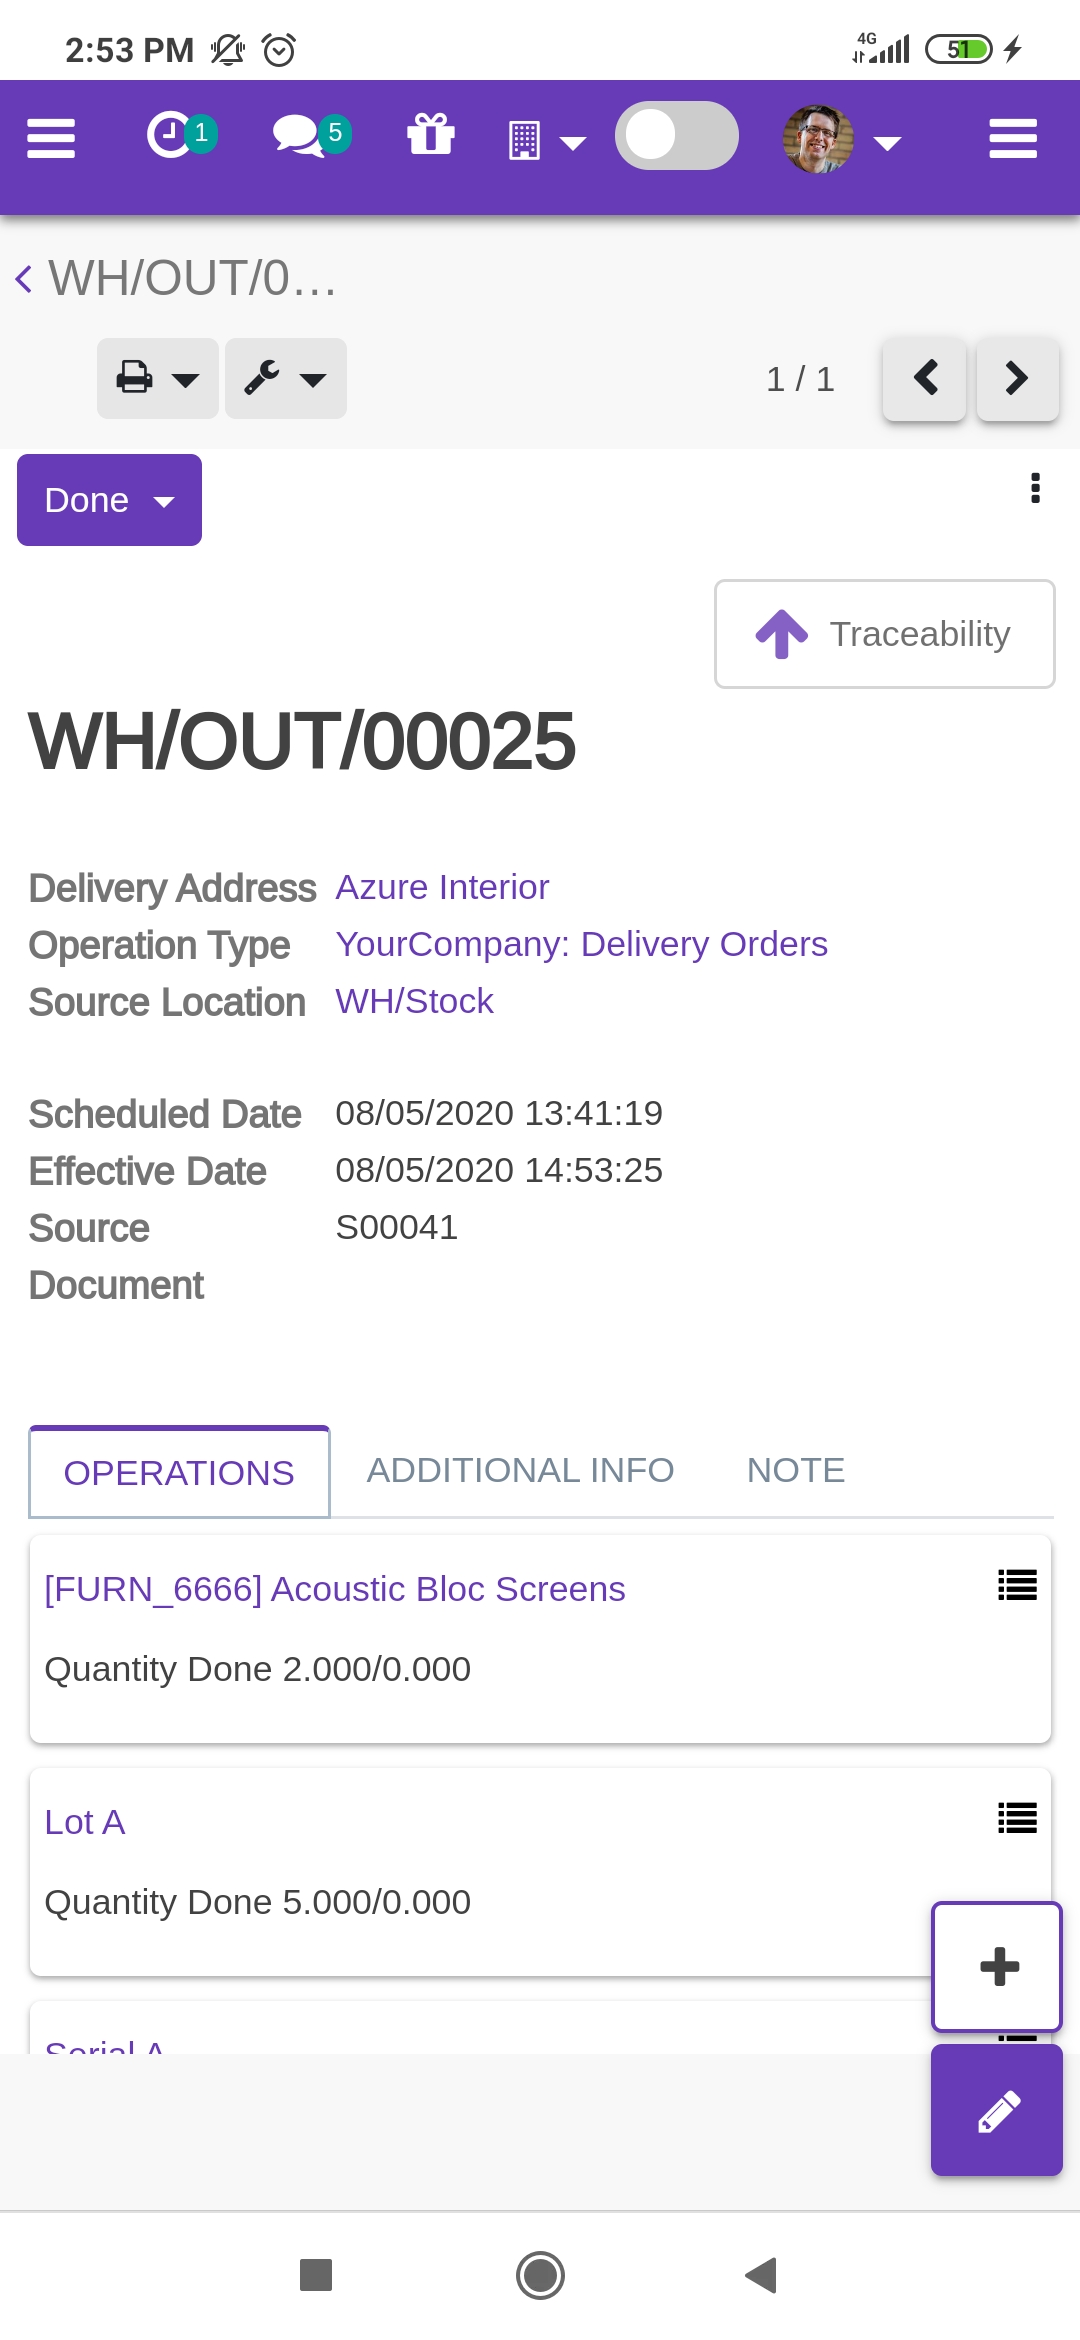 2:53 PM
4G
51
1
5
WH/OUT/0...
1 / 1
Done
Traceability
WH/OUT/00025
Delivery Address Azure Interior
Operation Type YourCompany: Delivery Orders
Source Location WH/Stock
Scheduled Date 08/05/2020 13:41:19
Effective Date 08/05/2020 14:53:25
Source Document S00041
OPERATIONS ADDITIONAL INFO NOTE
[FURN_6666] Acoustic Bloc Screens
Quantity Done 2.000/0.000
Lot A
Quantity Done 5.000/0.000
Serial A